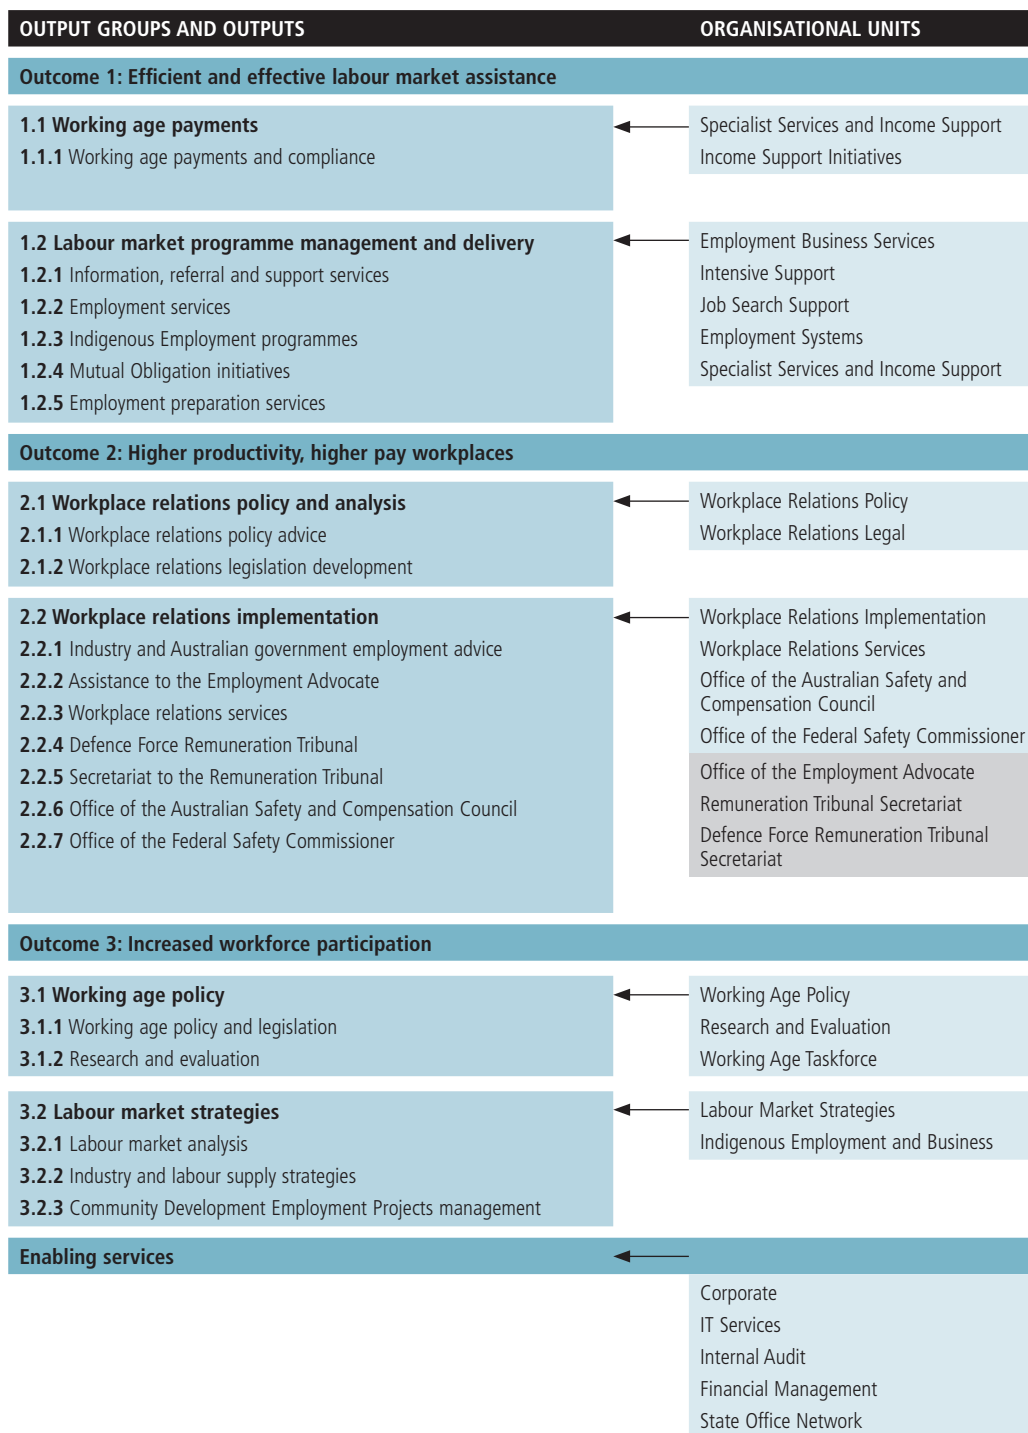 OUTPUT GROUPS AND OUTPUTS
ORGANISATIONAL UNITS
Outcome 1: Efficient and effective labour market assistance
1.1 Working age payments
1.1.1 Working age payments and compliance
Specialist Services and Income Support
Income Support Initiatives
1.2 Labour market programme management and delivery
1.2.1 Information, referral and support services
1.2.2 Employment services
1.2.3 Indigenous Employment programmes
1.2.4 Mutual Obligation initiatives
1.2.5 Employment preparation services
Employment Business Services
Intensive Support
Job Search Support
Employment Systems
Specialist Services and Income Support
Outcome 2: Higher productivity, higher pay workplaces
2.1 Workplace relations policy and analysis
2.1.1 Workplace relations policy advice
2.1.2 Workplace relations legislation development
Workplace Relations Policy
Workplace Relations Legal
2.2 Workplace relations implementation
2.2.1 Industry and Australian government employment advice
2.2.2 Assistance to the Employment Advocate
2.2.3 Workplace relations services
2.2.4 Defence Force Remuneration Tribunal
2.2.5 Secretariat to the Remuneration Tribunal
2.2.6 Office of the Australian Safety and Compensation Council
2.2.7 Office of the Federal Safety Commissioner
Workplace Relations Implementation
Workplace Relations Services
Office of the Australian Safety and
Compensation Council
Office of the Federal Safety Commissioner
Office of the Employment Advocate
Remuneration Tribunal Secretariat
Defence Force Remuneration Tribunal
Secretariat
Outcome 3: Increased workforce participation
3.1 Working age policy
3.1.1 Working age policy and legislation
3.1.2 Research and evaluation
Working Age Policy
Research and Evaluation
Working Age Taskforce
3.2 Labour market strategies
3.2.1 Labour market analysis
3.2.2 Industry and labour supply strategies
3.2.3 Community Development Employment Projects management
Labour Market Strategies
Indigenous Employment and Business
Enabling services
Corporate
IT Services
Internal Audit
Financial Management
State Office Network